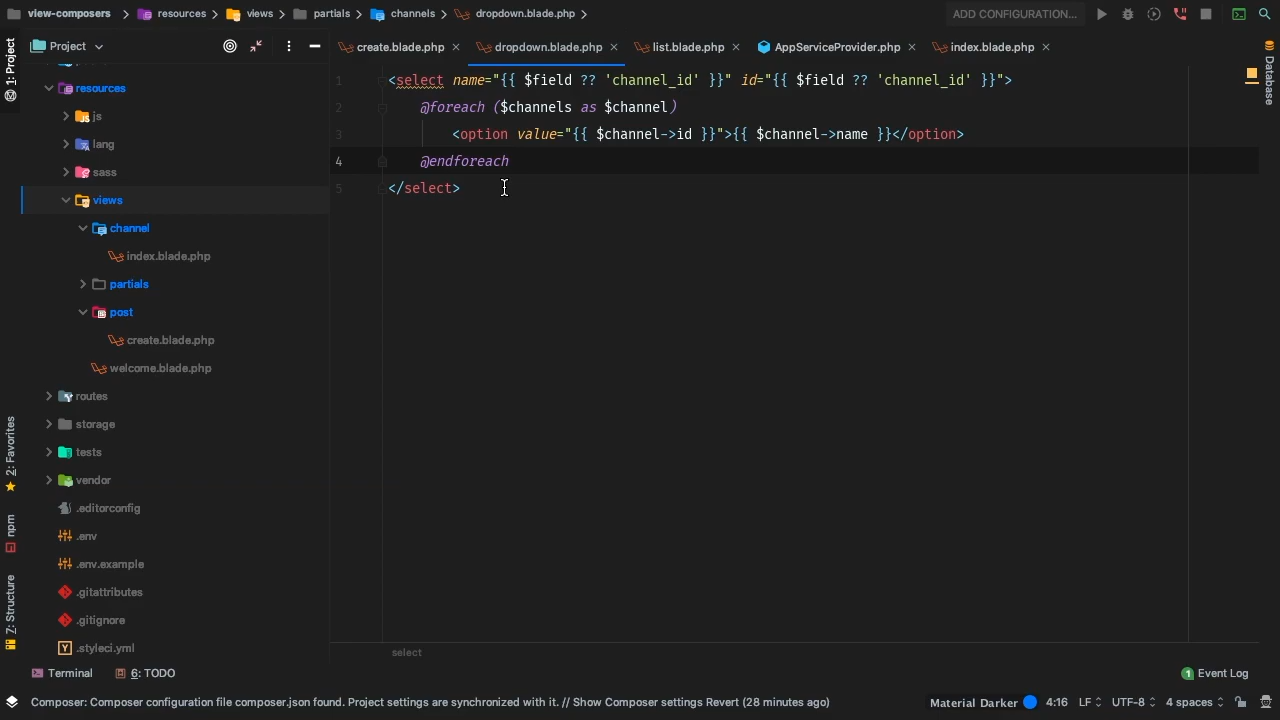 view-composers
resources
views
partials
channels
dropdown.blade.php
ADD CONFIGURATION...
1: Project
2: Favorites
npm
7: Structure
Project
resources
js
lang
sass
views
channel
index.blade.php
partials
post
create.blade.php
welcome.blade.php
routes
storage
tests
vendor
.editorconfig
.env
.env.example
.gitattributes
.gitignore
.styleci.yml
create.blade.php
dropdown.blade.php
list.blade.php
AppServiceProvider.php
index.blade.php
1 <select name="{{ $field ?? 'channel_id' }}" id="{{ $field ?? 'channel_id' }}">
2 @foreach ($channels as $channel)
3 <option value="{{ $channel->id }}">{{ $channel->name }}</option>
4 @endforeach
5 </select>
select
Database
Terminal
6: TODO
1 Event Log
Composer: Composer configuration file composer.json found. Project settings are synchronized with it. // Show Composer settings Revert (28 minutes ago)
Material Darker
4:16
LF
UTF-8
4 spaces